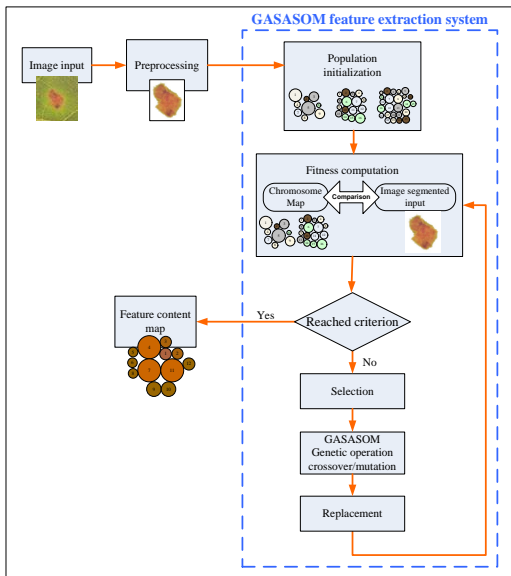 GASASOM feature extraction system
Image input
Preprocessing
Population
initialization
Fitness computation
Chromosome
Map
Comparison
Image segmented
input
Reached criterion
Yes
No
Feature content
map
Selection
GASASOM
Genetic operation
crossover/mutation
Replacement